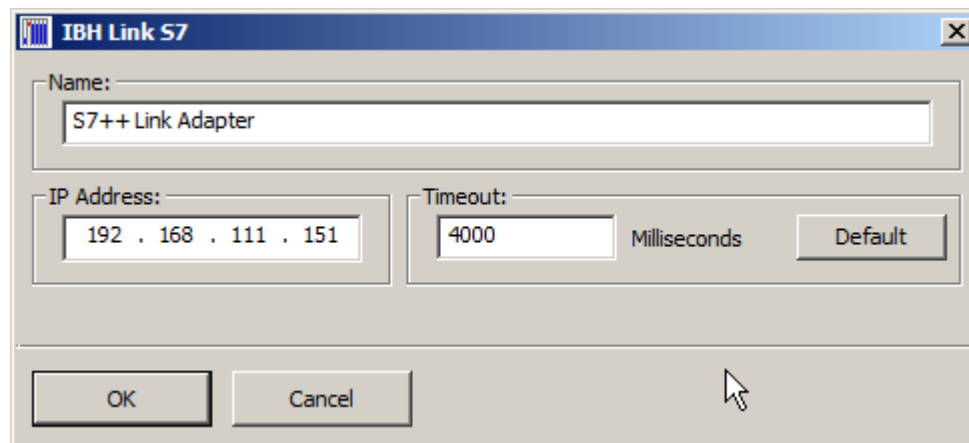 IBH Link S7
Name:
S7++ Link Adapter
IP Address:
192 . 168 . 111 . 151
Timeout:
4000 Milliseconds Default
OK Cancel